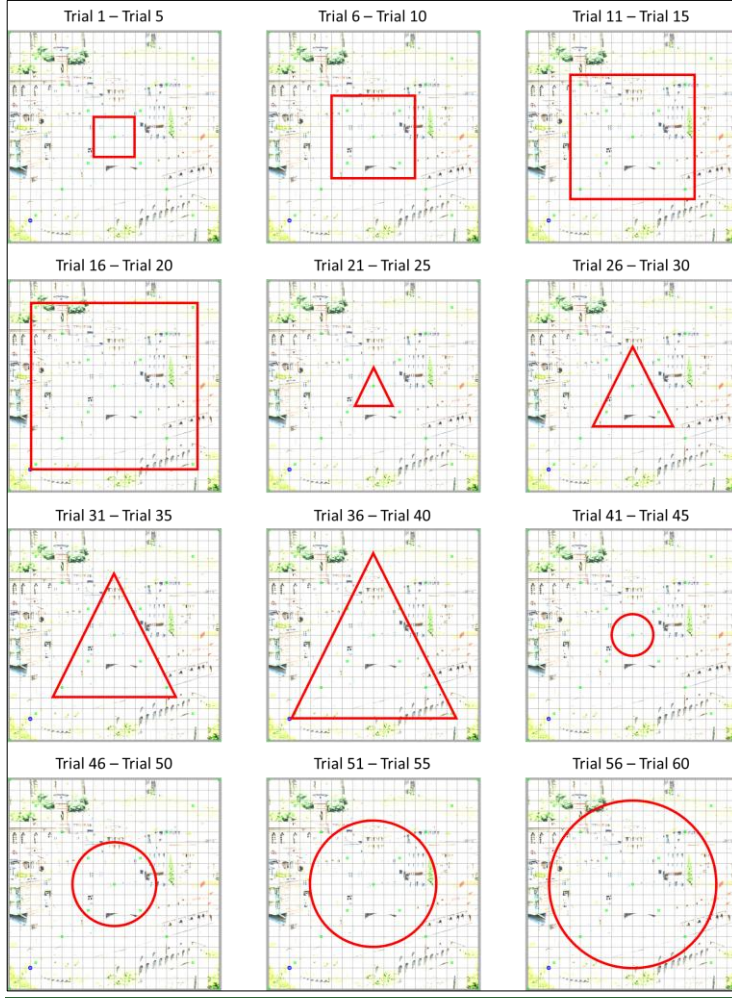 Trial 1 – Trial 5
Trial 6 – Trial 10
Trial 11 – Trial 15
Trial 16 – Trial 20
Trial 21 – Trial 25
Trial 26 – Trial 30
Trial 31 – Trial 35
Trial 36 – Trial 40
Trial 41 – Trial 45
Trial 46 – Trial 50
Trial 51 – Trial 55
Trial 56 – Trial 60